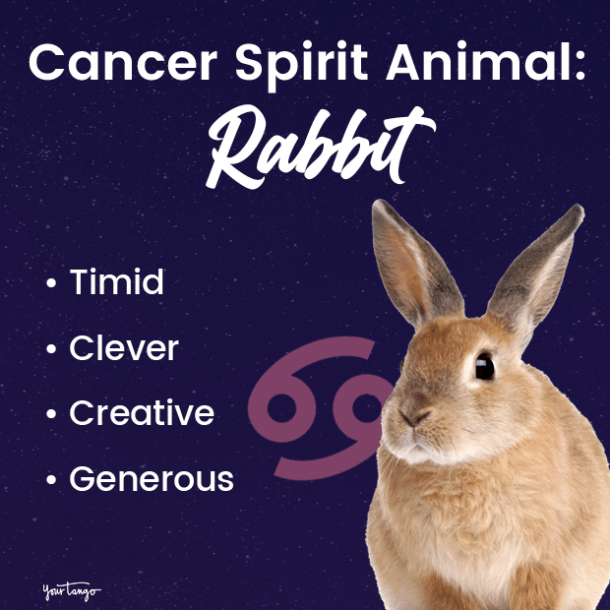 Cancer Spirit Animal:
Rabbit
• Timid
• Clever
• Creative
• Generous
YourTango